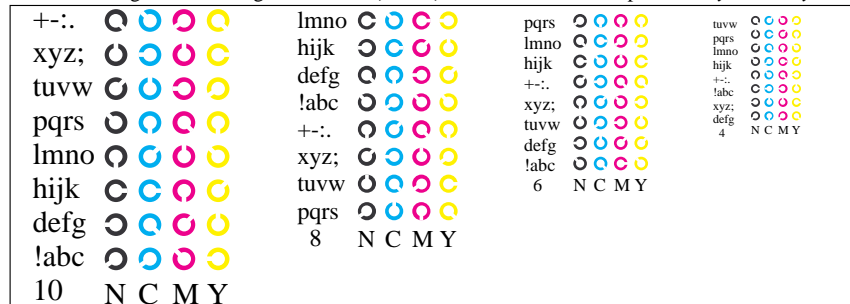 +-:.
xyz;
tuvw
pqrs
lmno
hijk
defg
!abc
10 N C M Y
lmno
hijk
defg
!abc
+-:.
xyz;
tuvw
pqrs
8 N C M Y
pqrs
lmno
hijk
+-:.
xyz;
tuvw
defg
!abc
6 N C M Y
tuvw
pqrs
lmno
hijk
+-:.
!abc
xyz;
defg
4 N C M Y